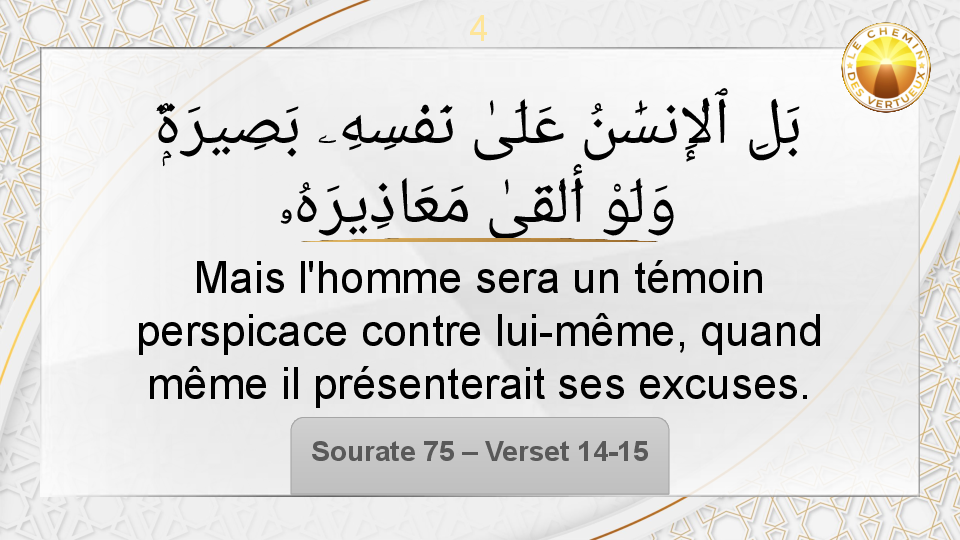 4
LE CHEMIN
DES VERTUEUX
بَلِ ٱلْإِنسَٰنُ عَلَىٰ نَفْسِهِۦ بَصِيرَةٌۭ
وَلَوْ أَلْقَىٰ مَعَاذِيرَهُۥ
Mais l'homme sera un témoin
perspicace contre lui-même, quand
même il présenterait ses excuses.
Sourate 75 – Verset 14-15